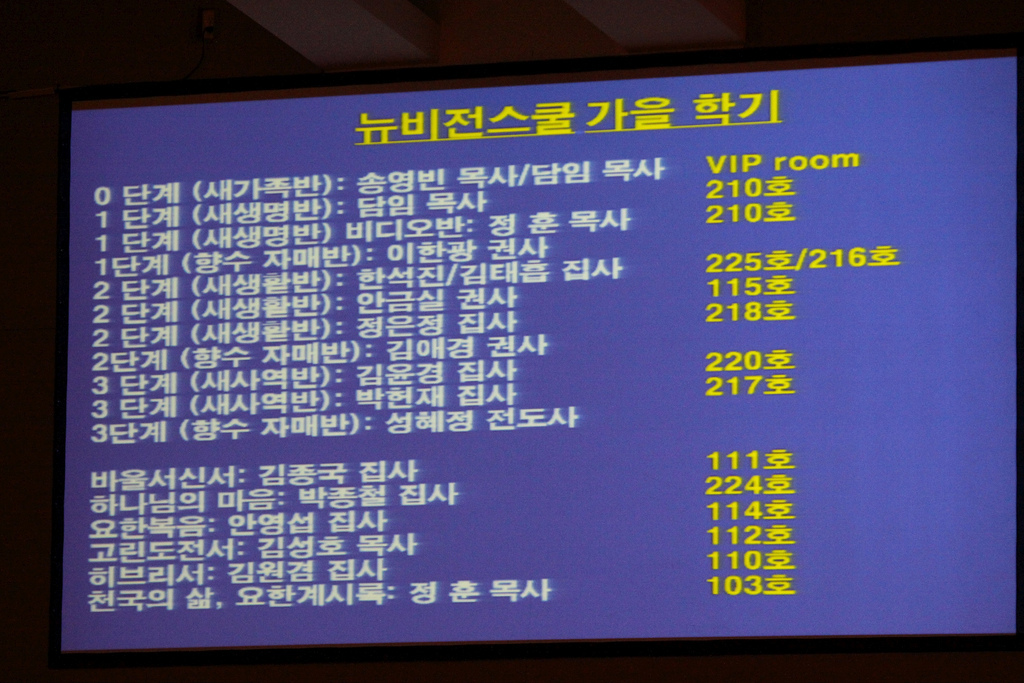 뉴비전스쿨 가을 학기
0 단계 (새가족반): 송영빈 목사/담임 목사 VIP room
1 단계 (새생명반): 담임 목사 210호
1 단계 (새생명반) 비디오반: 정 훈 목사 210호
1단계 (향수 자매반): 이한광 권사
2 단계 (새생활반): 한석진/김태흡 집사 225호/216호
2 단계 (새생활반): 안금실 권사 115호
2 단계 (새생활반): 정은정 집사 218호
2단계 (향수 자매반): 김애경 권사
3 단계 (새사역반): 김윤경 집사 220호
3 단계 (새사역반): 박헌재 집사 217호
3단계 (향수 자매반): 성혜정 전도사
바울서신서: 김종국 집사 111호
하나님의 마음: 박종철 집사 224호
요한복음: 안영섭 집사 114호
고린도전서: 김성호 목사 112호
히브리서: 김원겸 집사 110호
천국의 삶, 요한계시록: 정 훈 목사 103호